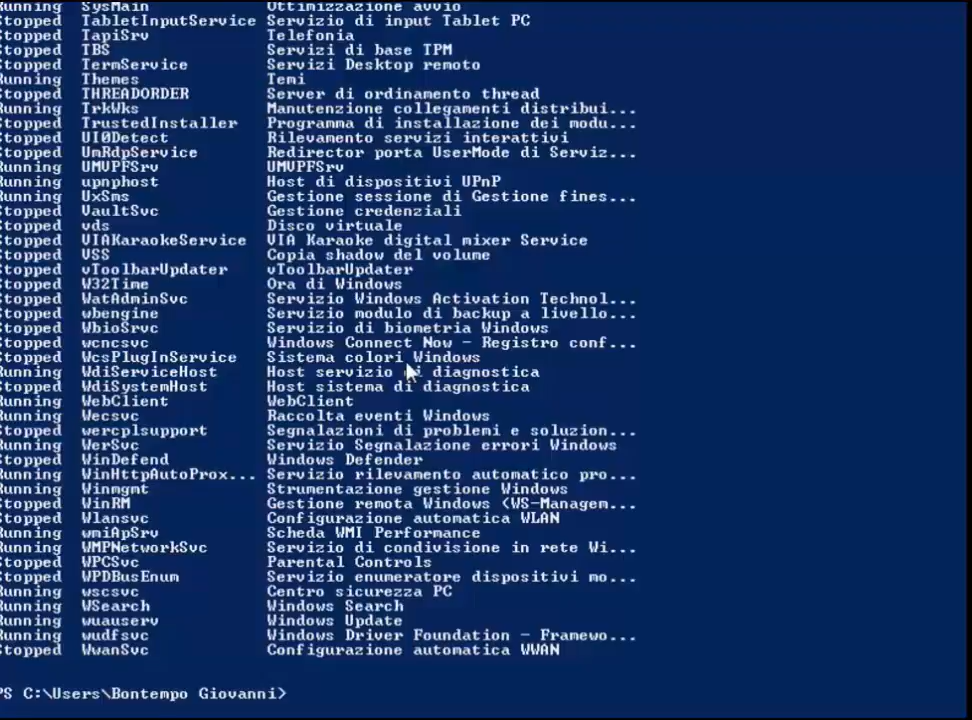 Running SysMain Ottimizzazione avvio
Stopped TabletInputService Servizio di input Tablet PC
Stopped TapiSrv Telefonia
Stopped TBS Servizi di base TPM
Stopped TermService Servizi Desktop remoto
Running Themes Temi
Stopped THREADORDER Server di ordinamento thread
Running TrkWks Manutenzione collegamenti distribui...
Stopped TrustedInstaller Programma di installazione dei modu...
Stopped UI0Detect Rilevamento servizi interattivi
Stopped UmRdpService Redirector porta UserMode di Serviz...
Running UMVPFSrv UMVPFSrv
Running upnphost Host di dispositivi UPnP
Running UxSms Gestione sessione di Gestione fines...
Stopped VaultSvc Gestione credenziali
Stopped vds Disco virtuale
Stopped VIAKaraokeService VIA Karaoke digital mixer Service
Stopped VSS Copia shadow del volume
Stopped vToolbarUpdater vToolbarUpdater
Stopped W32Time Ora di Windows
Stopped WatAdminSvc Servizio Windows Activation Technol...
Stopped wbengine Servizio modulo di backup a livello...
Stopped WbioSrvc Servizio di biometria Windows
Stopped wcncsvc Windows Connect Now - Registro conf...
Stopped WcsPlugInService Sistema colori Windows
Running WdiServiceHost Host servizio di diagnostica
Running WdiSystemHost Host sistema di diagnostica
Running WebClient WebClient
Running Wecsvc Raccolta eventi Windows
Stopped wercplsupport Segnalazioni di problemi e soluzion...
Running WerSvc Servizio Segnalazione errori Windows
Stopped WinDefend Windows Defender
Running WinHttpAutoProx... Servizio rilevamento automatico pro...
Running Winmgmt Strumentazione gestione Windows
Stopped WinRM Gestione remota Windows (WS-Managem...
Stopped Wlansvc Configurazione automatica WLAN
Running wmiApSrv Scheda WMI Performance
Running WMPNetworkSvc Servizio di condivisione in rete Wi...
Stopped WPCSvc Parental Controls
Stopped WPDBusEnum Servizio enumeratore dispositivi mo...
Running wscsvc Centro sicurezza PC
Running WSearch Windows Search
Running wuauserv Windows Update
Running wudfsvc Windows Driver Foundation - Framewo...
Stopped WwanSvc Configurazione automatica WWAN
PS C:\Users\Bontempo Giovanni>